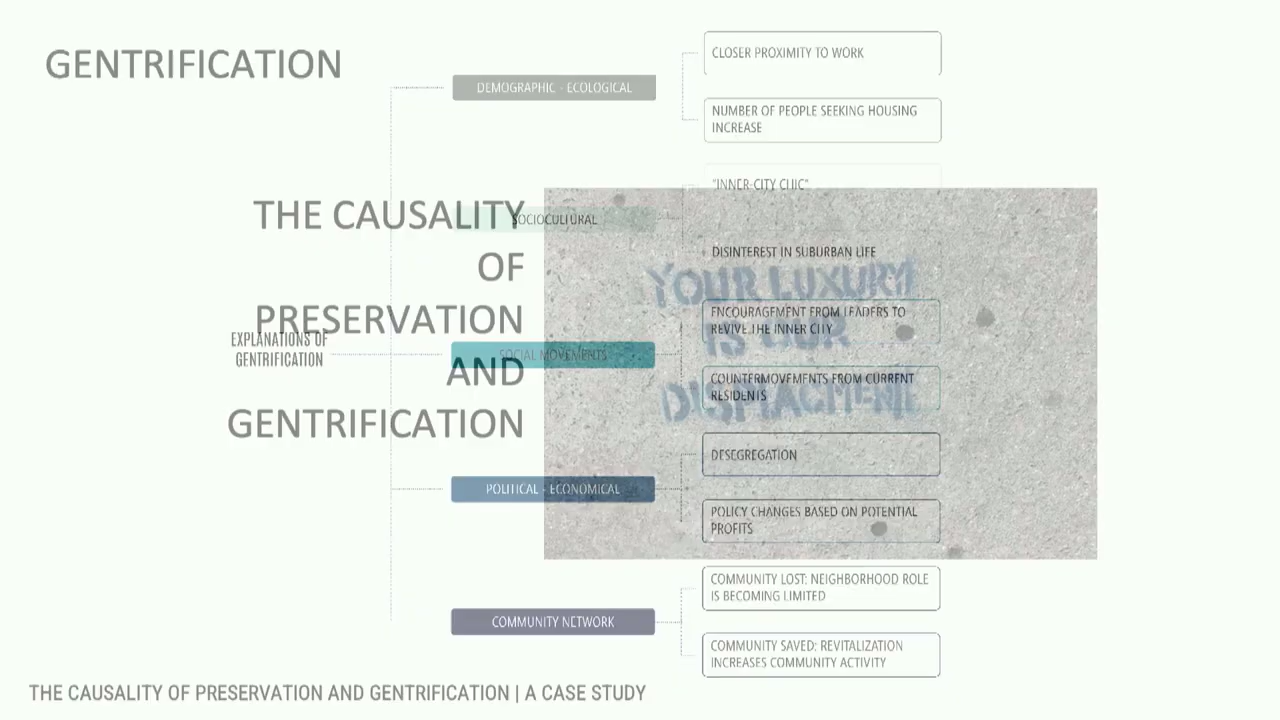 GENTRIFICATION
THE CAUSALITY
OF
PRESERVATION
AND
GENTRIFICATION
EXPLANATIONS OF
GENTRIFICATION
DEMOGRAPHIC - ECOLOGICAL
CLOSER PROXIMITY TO WORK
NUMBER OF PEOPLE SEEKING HOUSING
INCREASE
SOCIOCULTURAL
"INNER-CITY CHIC"
DISINTEREST IN SUBURBAN LIFE
SOCIAL MOVEMENTS
ENCOURAGEMENT FROM LEADERS TO
REVIVE THE INNER CITY
COUNTERMOVEMENTS FROM CURRENT
RESIDENTS
POLITICAL - ECONOMICAL
DESEGREGATION
POLICY CHANGES BASED ON POTENTIAL
PROFITS
COMMUNITY NETWORK
COMMUNITY LOST: NEIGHBORHOOD ROLE
IS BECOMING LIMITED
COMMUNITY SAVED: REVITALIZATION
INCREASES COMMUNITY ACTIVITY
YOUR LUXURY
IS OUR
DISPLACMENT
THE CAUSALITY OF PRESERVATION AND GENTRIFICATION | A CASE STUDY